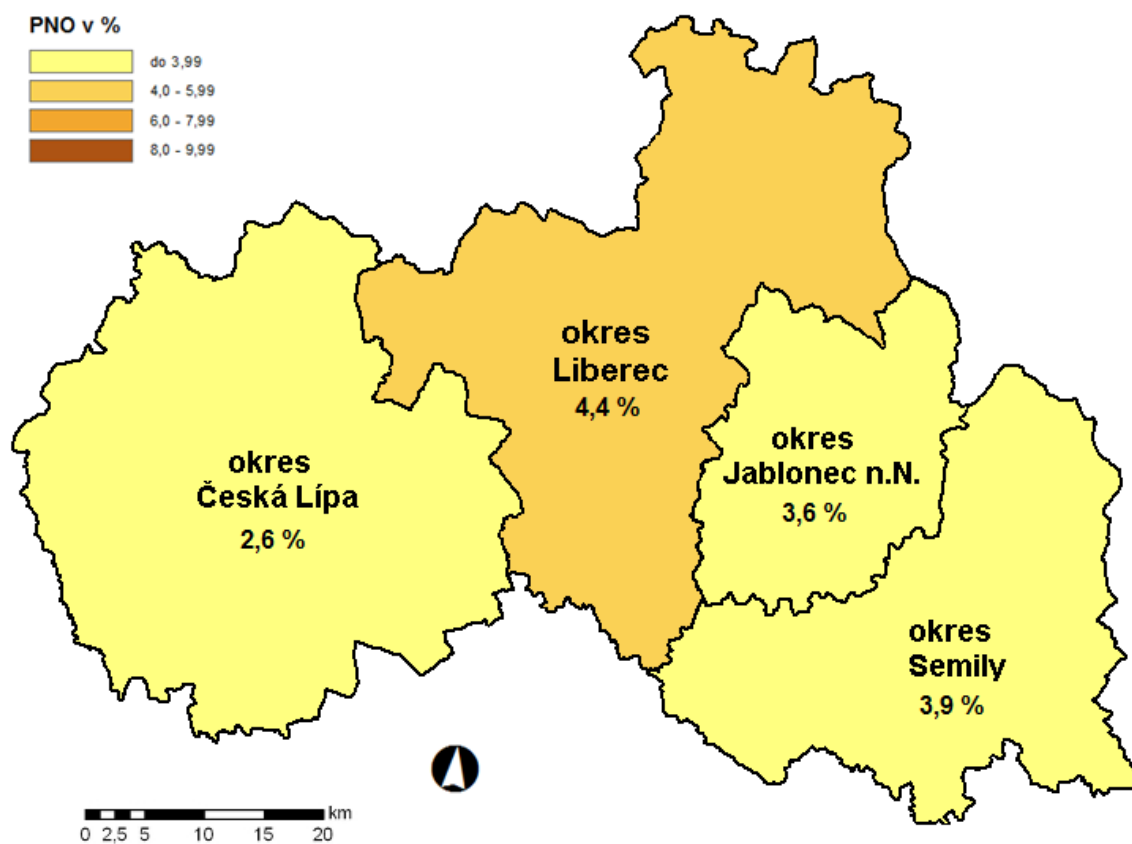 PNO v %
do 3,99
4,0 - 5,99
6,0 - 7,99
8,0 - 9,99
okres
Liberec
4,4 %
okres
Jablonec n.N.
3,6 %
okres
Česká Lípa
2,6 %
okres
Semily
3,9 %
km
0 2,5 5 10 15 20